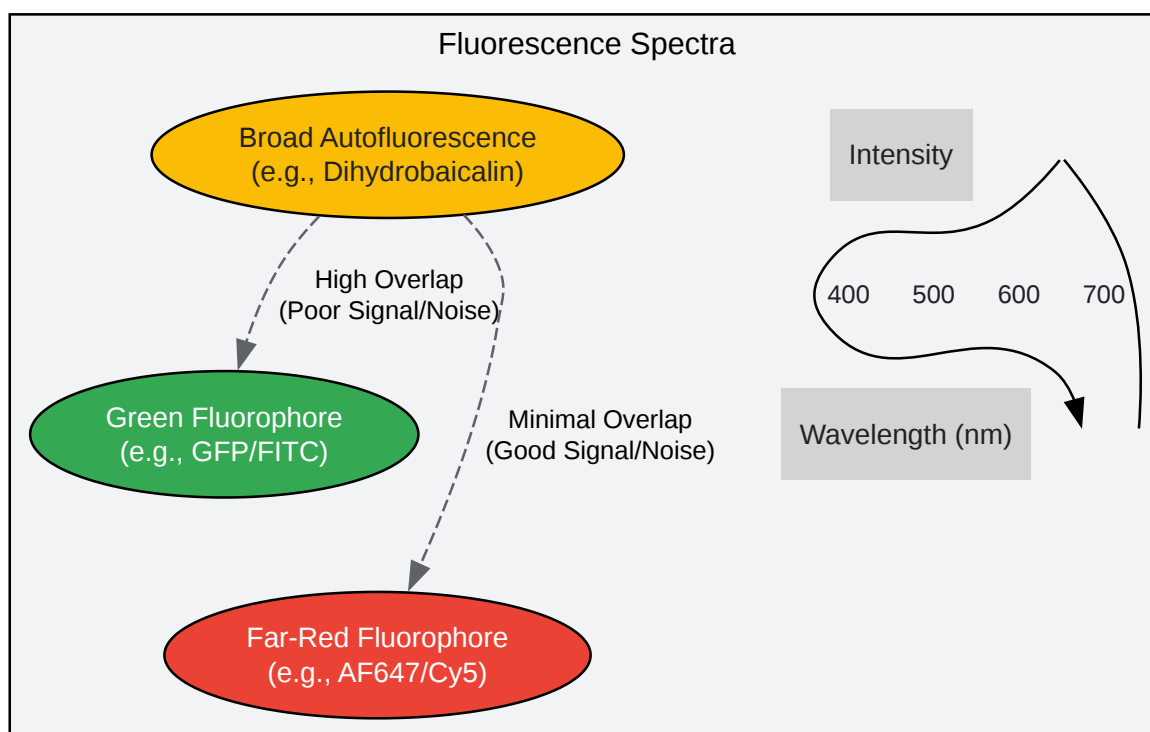 Fluorescence Spectra
Broad Autofluorescence
(e.g., Dihydrobaicalin)
High Overlap
(Poor Signal/Noise)
Green Fluorophore
(e.g., GFP/FITC)
Minimal Overlap
(Good Signal/Noise)
Far-Red Fluorophore
(e.g., AF647/Cy5)
Intensity
400 500 600 700
Wavelength (nm)